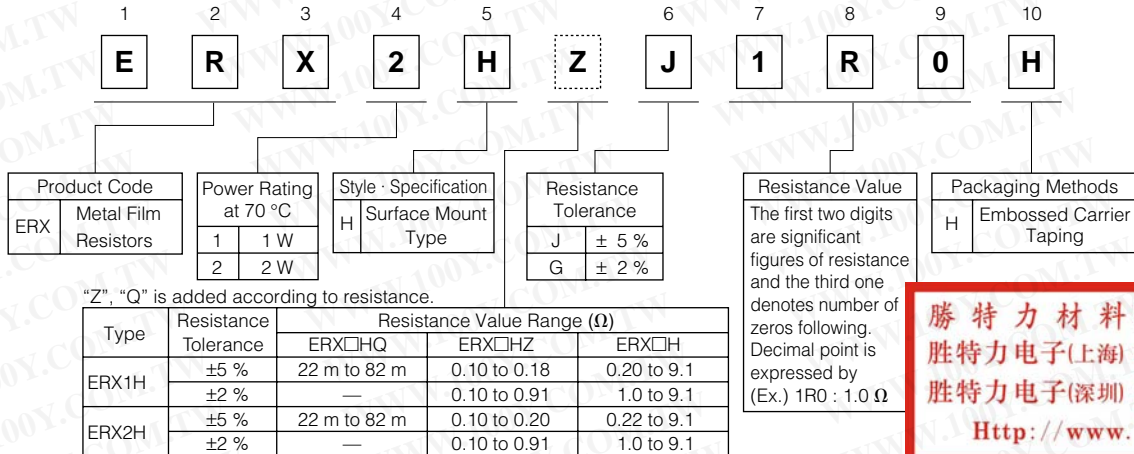 1 2 3 4 5 6 7 8 9 10
E R X 2 H Z J 1 R 0 H
Product Code
ERX Metal Film Resistors
Power Rating at 70 °C
1 1 W
2 2 W
Style · Specification
H Surface Mount Type
Resistance Tolerance
J ± 5 %
G ± 2 %
Resistance Value
The first two digits
are significant
figures of resistance
and the third one
denotes number of
zeros following.
Decimal point is
expressed by
(Ex.) 1R0 : 1.0 Ω
Packaging Methods
H Embossed Carrier Taping
“Z”, “Q” is added according to resistance.
Type Resistance Tolerance Resistance Value Range (Ω)
ERX□HQ ERX□HZ ERX□H
ERX1H ±5 % 22 m to 82 m 0.10 to 0.18 0.20 to 9.1
±2 % — 0.10 to 0.91 1.0 to 9.1
ERX2H ±5 % 22 m to 82 m 0.10 to 0.20 0.22 to 9.1
±2 % — 0.10 to 0.91 1.0 to 9.1
勝特力材料
胜特力电子(上海)
胜特力电子(深圳)
Http://www.
WWW.100Y.COM.TW